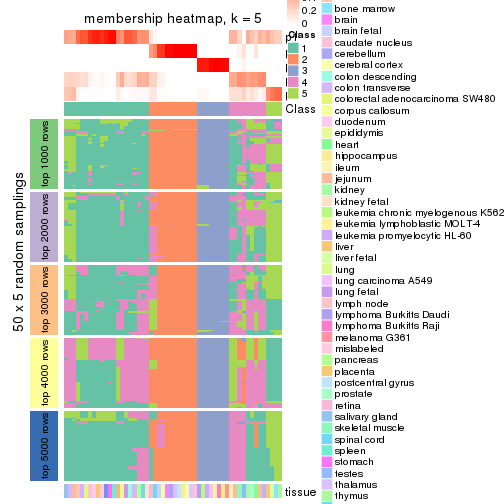 membership heatmap, k = 5
0.2
0
Class
1
2
3
4
5
Class
50 x 5 random samplings
top 1000 rows
top 2000 rows
top 3000 rows
top 4000 rows
top 5000 rows
tissue
bone marrow
brain
brain fetal
caudate nucleus
cerebellum
cerebral cortex
colon descending
colon transverse
colorectal adenocarcinoma SW480
corpus callosum
duodenum
epididymis
heart
hippocampus
ileum
jejunum
kidney
kidney fetal
leukemia chronic myelogenous K562
leukemia lymphoblastic MOLT-4
leukemia promyelocytic HL-60
liver
liver fetal
lung
lung carcinoma A549
lung fetal
lymph node
lymphoma Burkitts Daudi
lymphoma Burkitts Raji
melanoma G361
mislabeled
pancreas
placenta
postcentral gyrus
prostate
retina
salivary gland
skeletal muscle
spinal cord
spleen
stomach
testes
thalamus
thymus